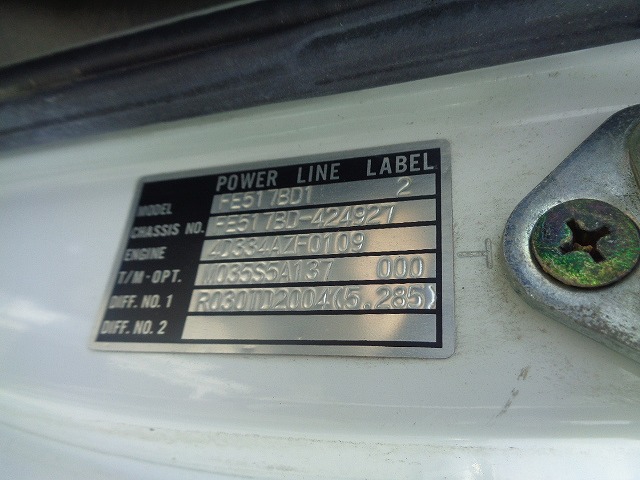 POWER LINE LABEL
MODEL FE517BD1 2
CHASSIS NO. FE517BD-424927
ENGINE 4D334AZF0109
T/M-OPT. M035S5A137 000
DIFF. NO. 1 R030TD2004(5.285)
DIFF. NO. 2